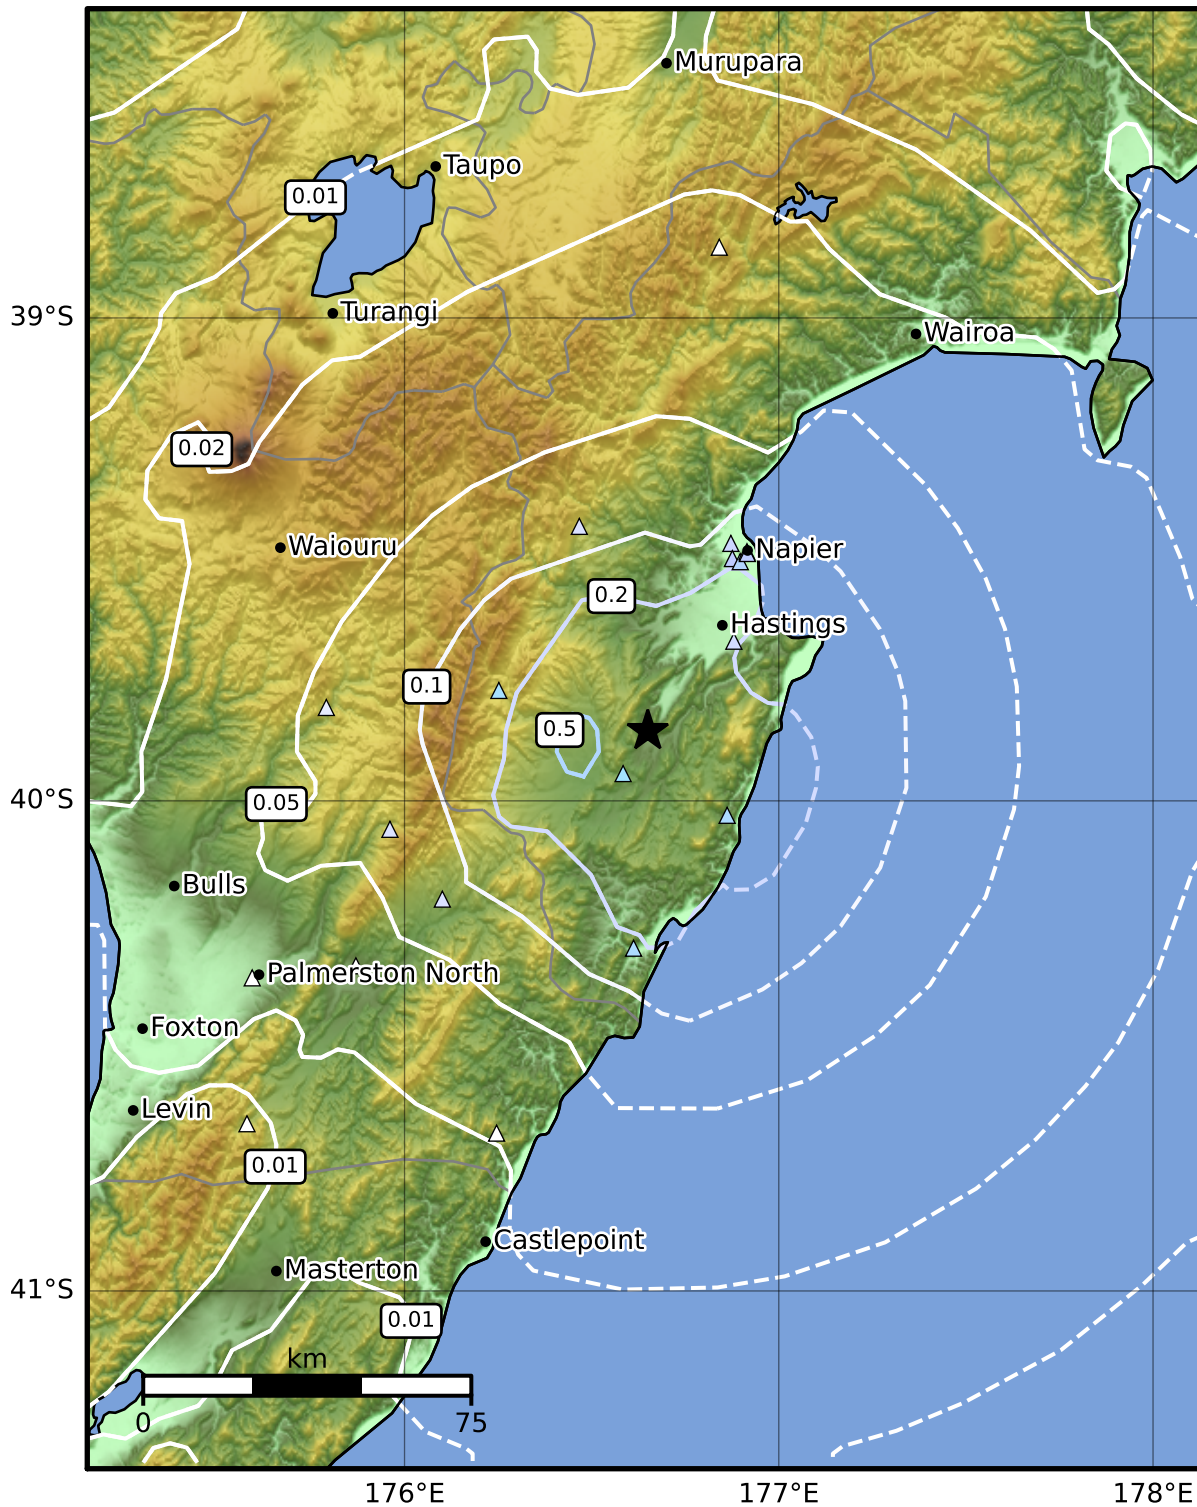 Murupara
Taupo
0.01
Turangi
39°S
Wairoa
0.02
Waiouru
Napier
0.2
Hastings
0.1
0.5
40°S
0.05
Bulls
Palmerston North
Foxton
Levin
0.01
Castlepoint
Masterton
41°S
0.01
km
0 75
176°E 177°E 178°E